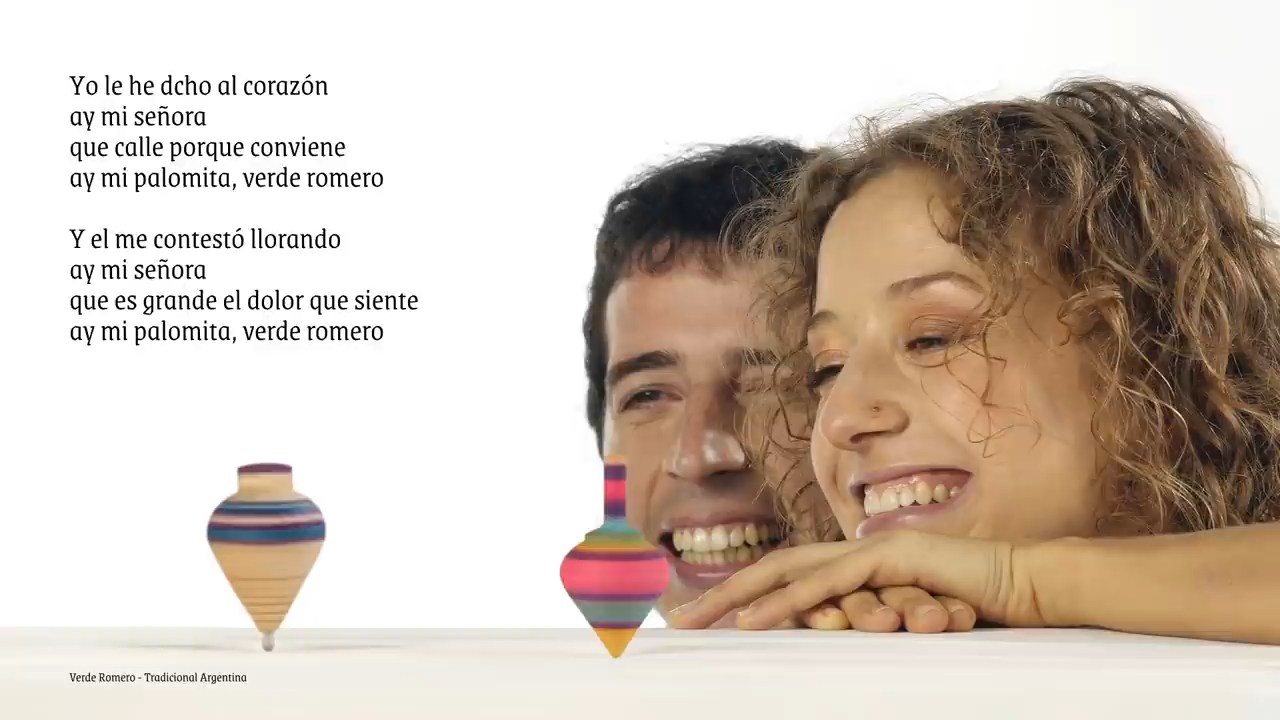 Yo le he dcho al corazón
ay mi señora
que calle porque conviene
ay mi palomita, verde romero
Y el me contestó llorando
ay mi señora
que es grande el dolor que siente
ay mi palomita, verde romero
Verde Romero - Tradicional Argentina